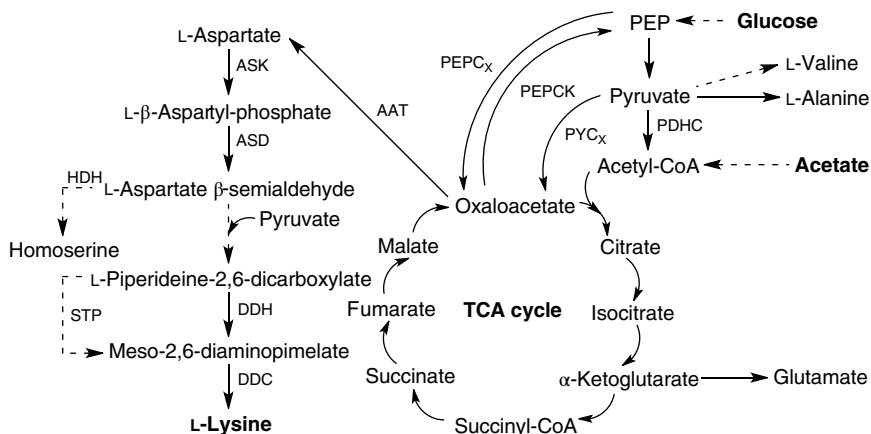 L-Aspartate
PEP
Glucose
PEPCX
ASK
PEPCK
L-Valine
AAT
L-β-Aspartyl-phosphate
Pyruvate
L-Alanine
PYCX
PDHC
ASD
Acetyl-CoA
Acetate
HDH
L-Aspartate β-semialdehyde
Oxaloacetate
Pyruvate
Homoserine
Malate
Citrate
L-Piperideine-2,6-dicarboxylate
Fumarate
TCA cycle
Isocitrate
STP
DDH
Meso-2,6-diaminopimelate
Succinate
α-Ketoglutarate
Glutamate
DDC
L-Lysine
Succinyl-CoA